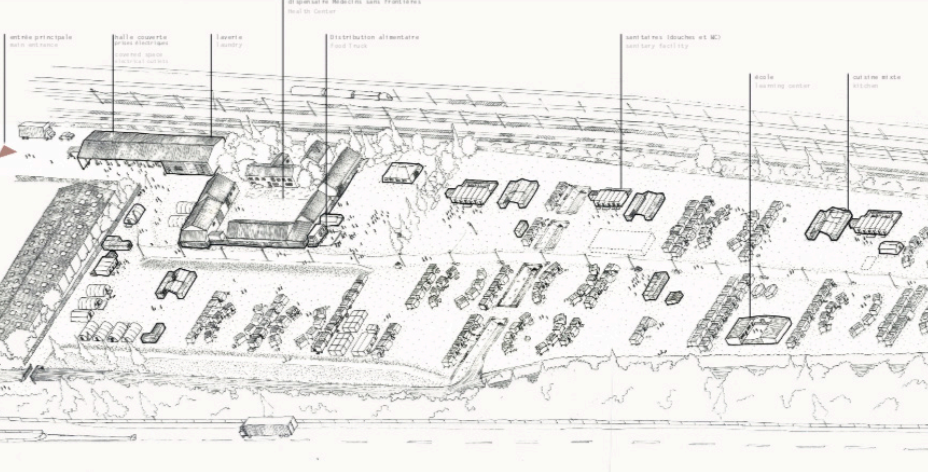 dispensaire Médecins sans frontières
Health Center
entrée principale
main entrance
halle couverte
prises électriques
covered space
electrical outlets
laverie
laundry
Distribution alimentaire
Food Truck
sanitaires (douches et WC)
sanitary facility
école
learning center
cuisine mixte
kitchen